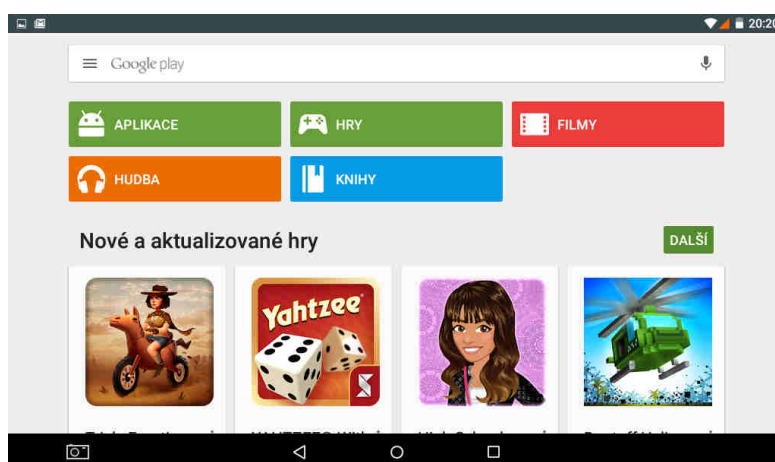 20:20
Google play
APLIKACE
HRY
FILMY
HUDBA
KNIHY
Nové a aktualizované hry
DALŠÍ
Yahtzee